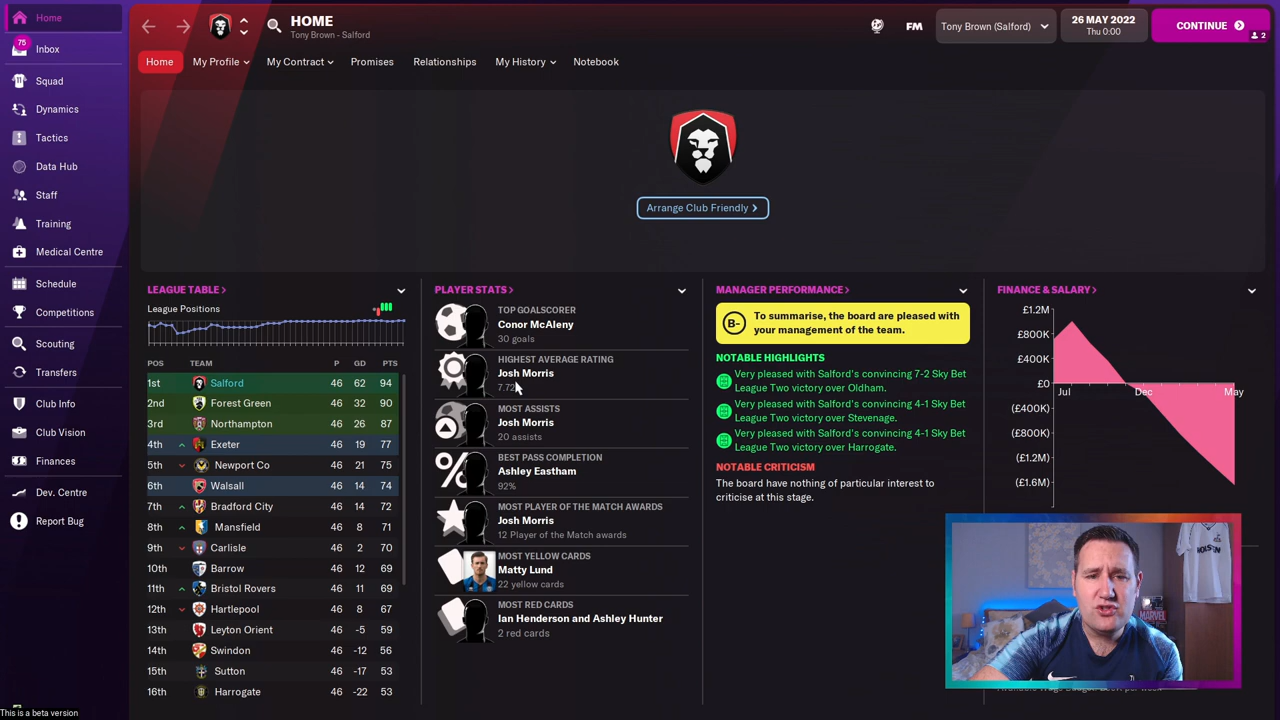 Home
75
Inbox
Squad
Dynamics
Tactics
Data Hub
Staff
Training
Medical Centre
Schedule
Competitions
Scouting
Transfers
Club Info
Club Vision
Finances
Dev. Centre
Report Bug
This is a beta version
HOME
Tony Brown - Salford
FM
Tony Brown (Salford)
26 MAY 2022
Thu 0:00
CONTINUE
2
Home
My Profile
My Contract
Promises
Relationships
My History
Notebook
Arrange Club Friendly >
LEAGUE TABLE >
League Positions
POS TEAM P GD PTS
1st Salford 46 62 94
2nd Forest Green 46 32 90
3rd Northampton 46 26 87
4th Exeter 46 19 77
5th Newport Co 46 21 75
6th Walsall 46 14 74
7th Bradford City 46 14 72
8th Mansfield 46 8 71
9th Carlisle 46 2 70
10th Barrow 46 12 69
11th Bristol Rovers 46 11 69
12th Hartlepool 46 8 67
13th Leyton Orient 46 -5 59
14th Swindon 46 -12 56
15th Sutton 46 -17 53
16th Harrogate 46 -22 53
PLAYER STATS >
TOP GOALSCORER
Conor McAleny
30 goals
HIGHEST AVERAGE RATING
Josh Morris
7.72
MOST ASSISTS
Josh Morris
20 assists
BEST PASS COMPLETION
Ashley Eastham
92%
MOST PLAYER OF THE MATCH AWARDS
Josh Morris
12 Player of the Match awards
MOST YELLOW CARDS
Matty Lund
22 yellow cards
MOST RED CARDS
Ian Henderson and Ashley Hunter
2 red cards
MANAGER PERFORMANCE >
B-
To summarise, the board are pleased with
your management of the team.
NOTABLE HIGHLIGHTS
Very pleased with Salford's convincing 7-2 Sky Bet
League Two victory over Oldham.
Very pleased with Salford's convincing 4-1 Sky Bet
League Two victory over Stevenage.
Very pleased with Salford's convincing 4-1 Sky Bet
League Two victory over Harrogate.
NOTABLE CRITICISM
The board have nothing of particular interest to
criticise at this stage.
FINANCE & SALARY >
£1.2M
£800K
£400K
£0
(£400K)
(£800K)
(£1.2M)
(£1.6M)
Jul Dec May
HOLSTEN
MARVEL